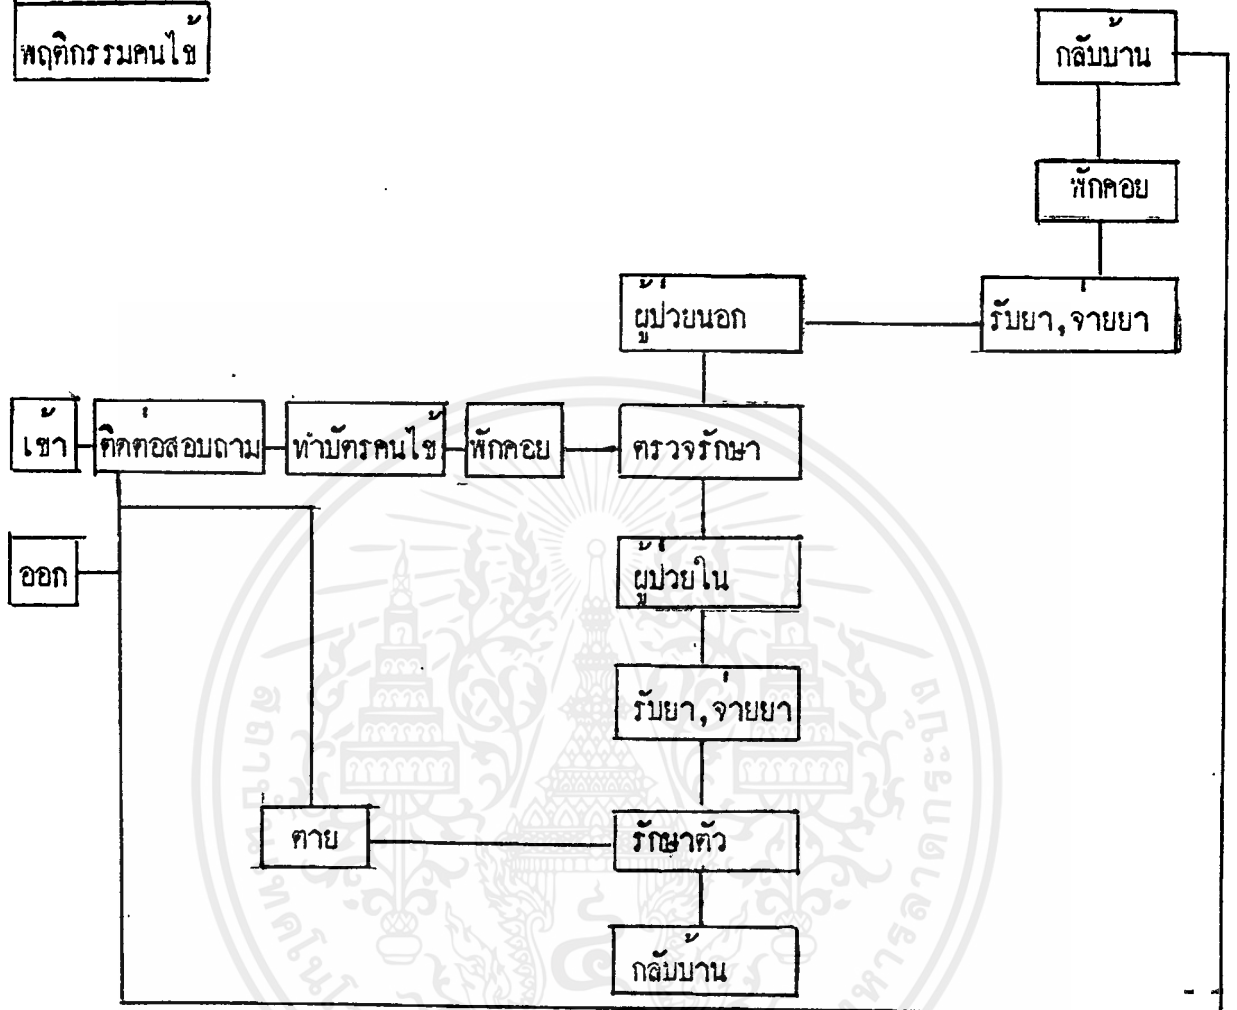 พฤติกรรมคนไข้
กลับบ้าน
พักคอย
ผู้ป่วยนอก
รับยา,จ่ายยา
เข้า
ติดต่อสอบถาม
ทำบัตรคนไข้
พักคอย
ตรวจรักษา
ออก
ผู้ป่วยใน
รับยา,จ่ายยา
ตาย
รักษาตัว
กลับบ้าน